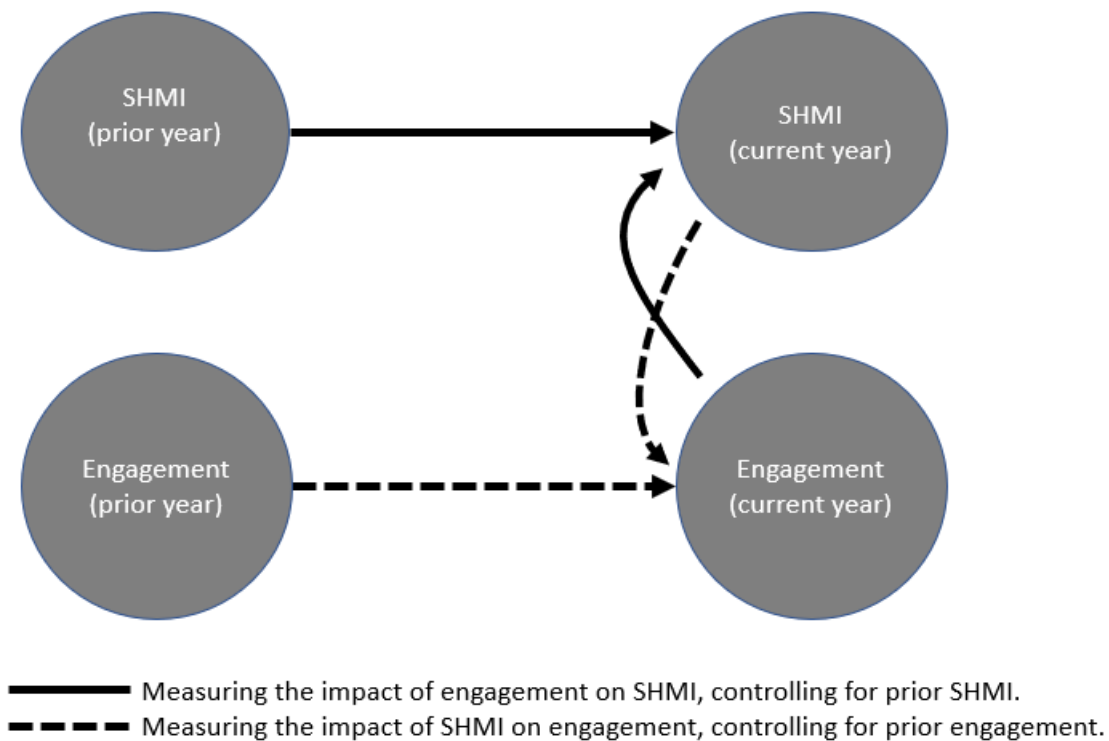 SHMI
(prior year)
SHMI
(current year)
Engagement
(prior year)
Engagement
(current year)
Measuring the impact of engagement on SHMI, controlling for prior SHMI.
Measuring the impact of SHMI on engagement, controlling for prior engagement.